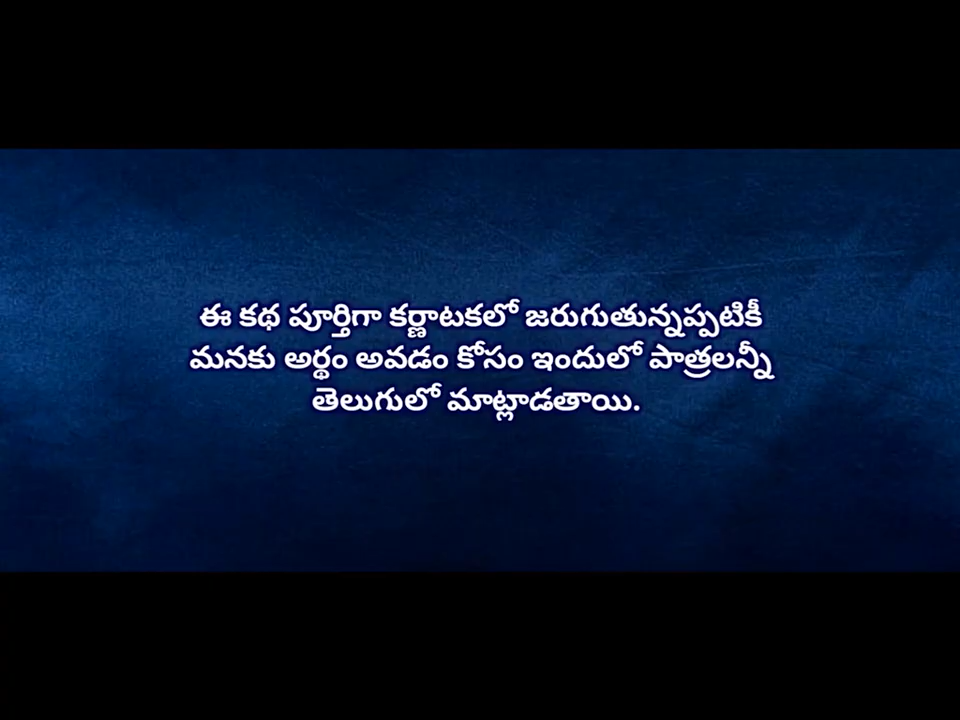 ఈ కథ పూర్తిగా కర్ణాటకలో జరుగుతున్నప్పటికీ
మనకు అర్థం అవడం కోసం ఇందులో పాత్రలన్నీ
తెలుగులో మాట్లాడతాయి.